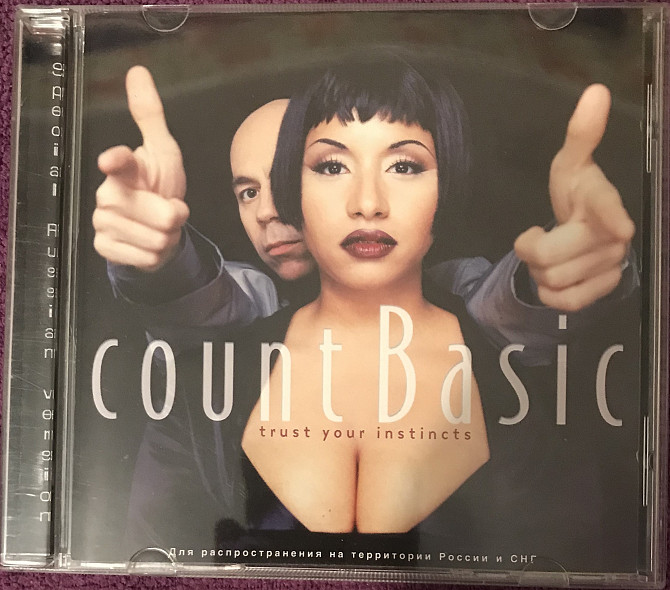 special Russian version
countBasic
trust your instincts
Для распространения на территории России и СНГ